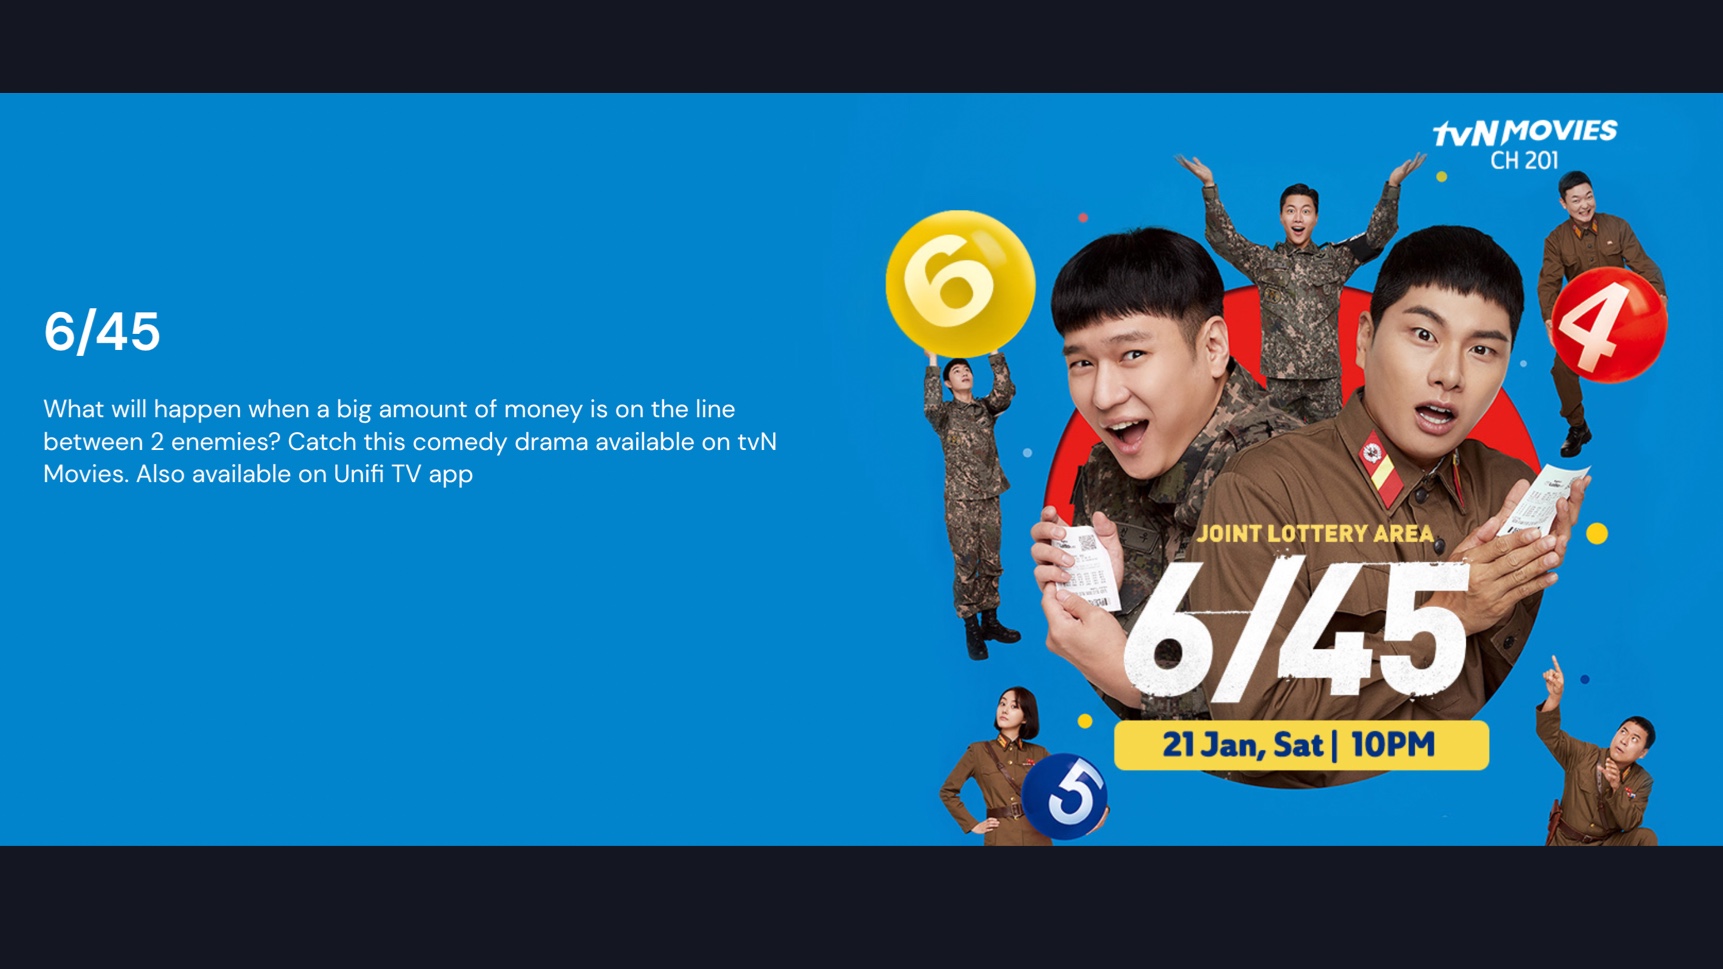 6/45
What will happen when a big amount of money is on the line
between 2 enemies? Catch this comedy drama available on tvN
Movies. Also available on Unifi TV app
tvN MOVIES
CH 201
6
4
JOINT LOTTERY AREA
6/45
21 Jan, Sat | 10PM
5